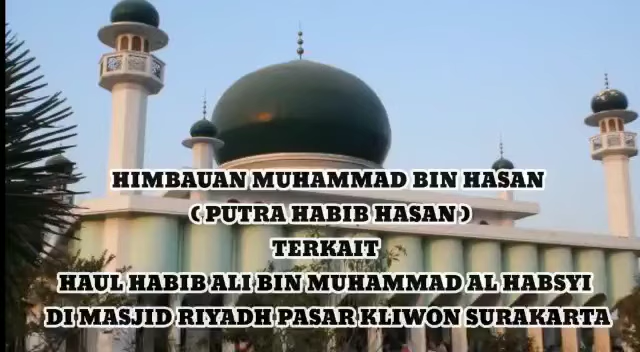 HIMBAUAN MUHAMMAD BIN HASAN
( PUTRA HABIB HASAN )
TERKAIT
HAUL HABIB ALI BIN MUHAMMAD AL HABSYI
DI MASJID RIYADH PASAR KLIWON SURAKARTA